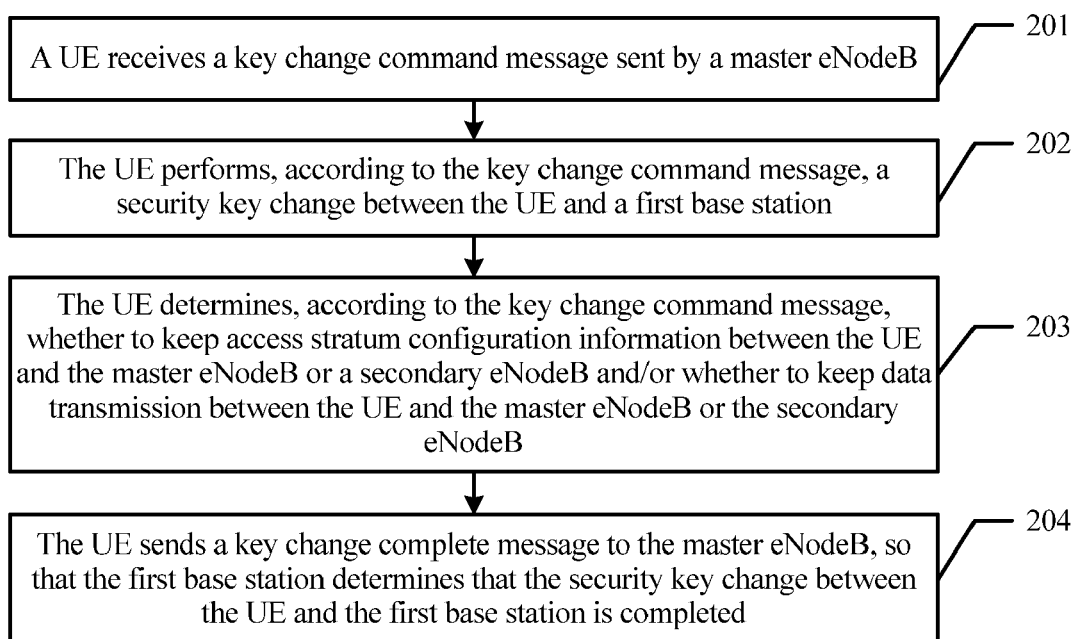 A UE receives a key change command message sent by a master eNodeB
201
The UE performs, according to the key change command message, a
security key change between the UE and a first base station
202
The UE determines, according to the key change command message,
whether to keep access stratum configuration information between the UE
and the master eNodeB or a secondary eNodeB and/or whether to keep data
transmission between the UE and the master eNodeB or the secondary
eNodeB
203
The UE sends a key change complete message to the master eNodeB, so
that the first base station determines that the security key change between
the UE and the first base station is completed
204